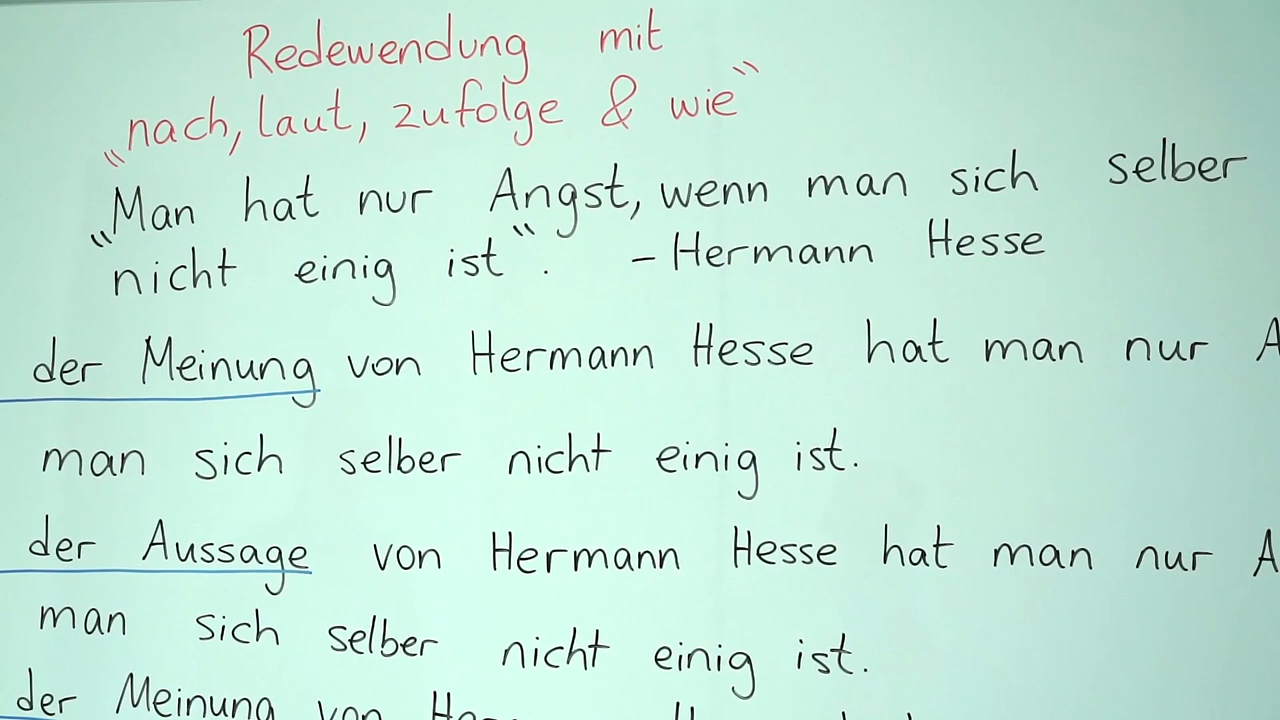 Redewendung mit
„nach, laut, zufolge & wie“
„Man hat nur Angst, wenn man sich selber
nicht einig ist“. – Hermann Hesse
der Meinung von Hermann Hesse hat man nur A
man sich selber nicht einig ist.
der Aussage von Hermann Hesse hat man nur A
man sich selber nicht einig ist.
der Meinung von